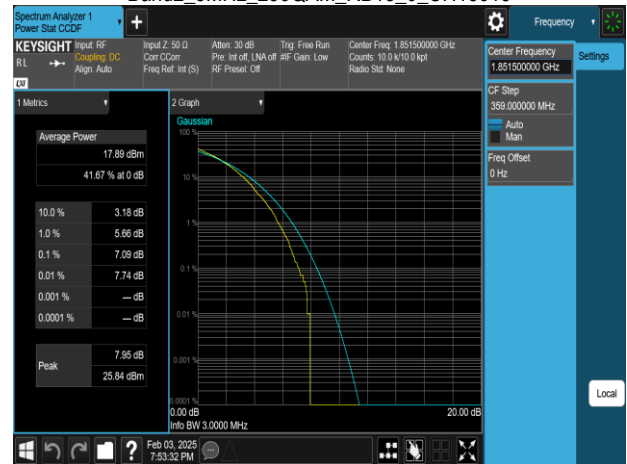 Spectrum Analyzer 1
Power Stat CCDF
Frequency
KEYSIGHT
RL
LXI
Input: RF
Coupling: DC
Align: Auto
Input Z: 50 Ω
Corr CCorr
Freq Ref: Int (S)
Atten: 30 dB
Pre: Int off, LNA off
RF Preset: Off
Trig: Free Run
#IF Gain: Low
Center Freq: 1.851500000 GHz
Counts: 10.0 k/10.0 kpt
Radio Std: None
Center Frequency
1.851500000 GHz
Settings
CF Step
359.000000 MHz
Auto
Man
Freq Offset
0 Hz
1 Metrics
Average Power
17.89 dBm
41.67 % at 0 dB
10.0 % 3.18 dB
1.0 % 5.66 dB
0.1 % 7.09 dB
0.01 % 7.74 dB
0.001 % --- dB
0.0001 % --- dB
Peak 7.95 dB
25.84 dBm
2 Graph
Gaussian
100 %
10 %
1 %
0.1 %
0.01 %
0.001 %
0.0001 %
0.00 dB 20.00 dB
Info BW 3.0000 MHz
Local
Feb 03, 2025
7:53:32 PM